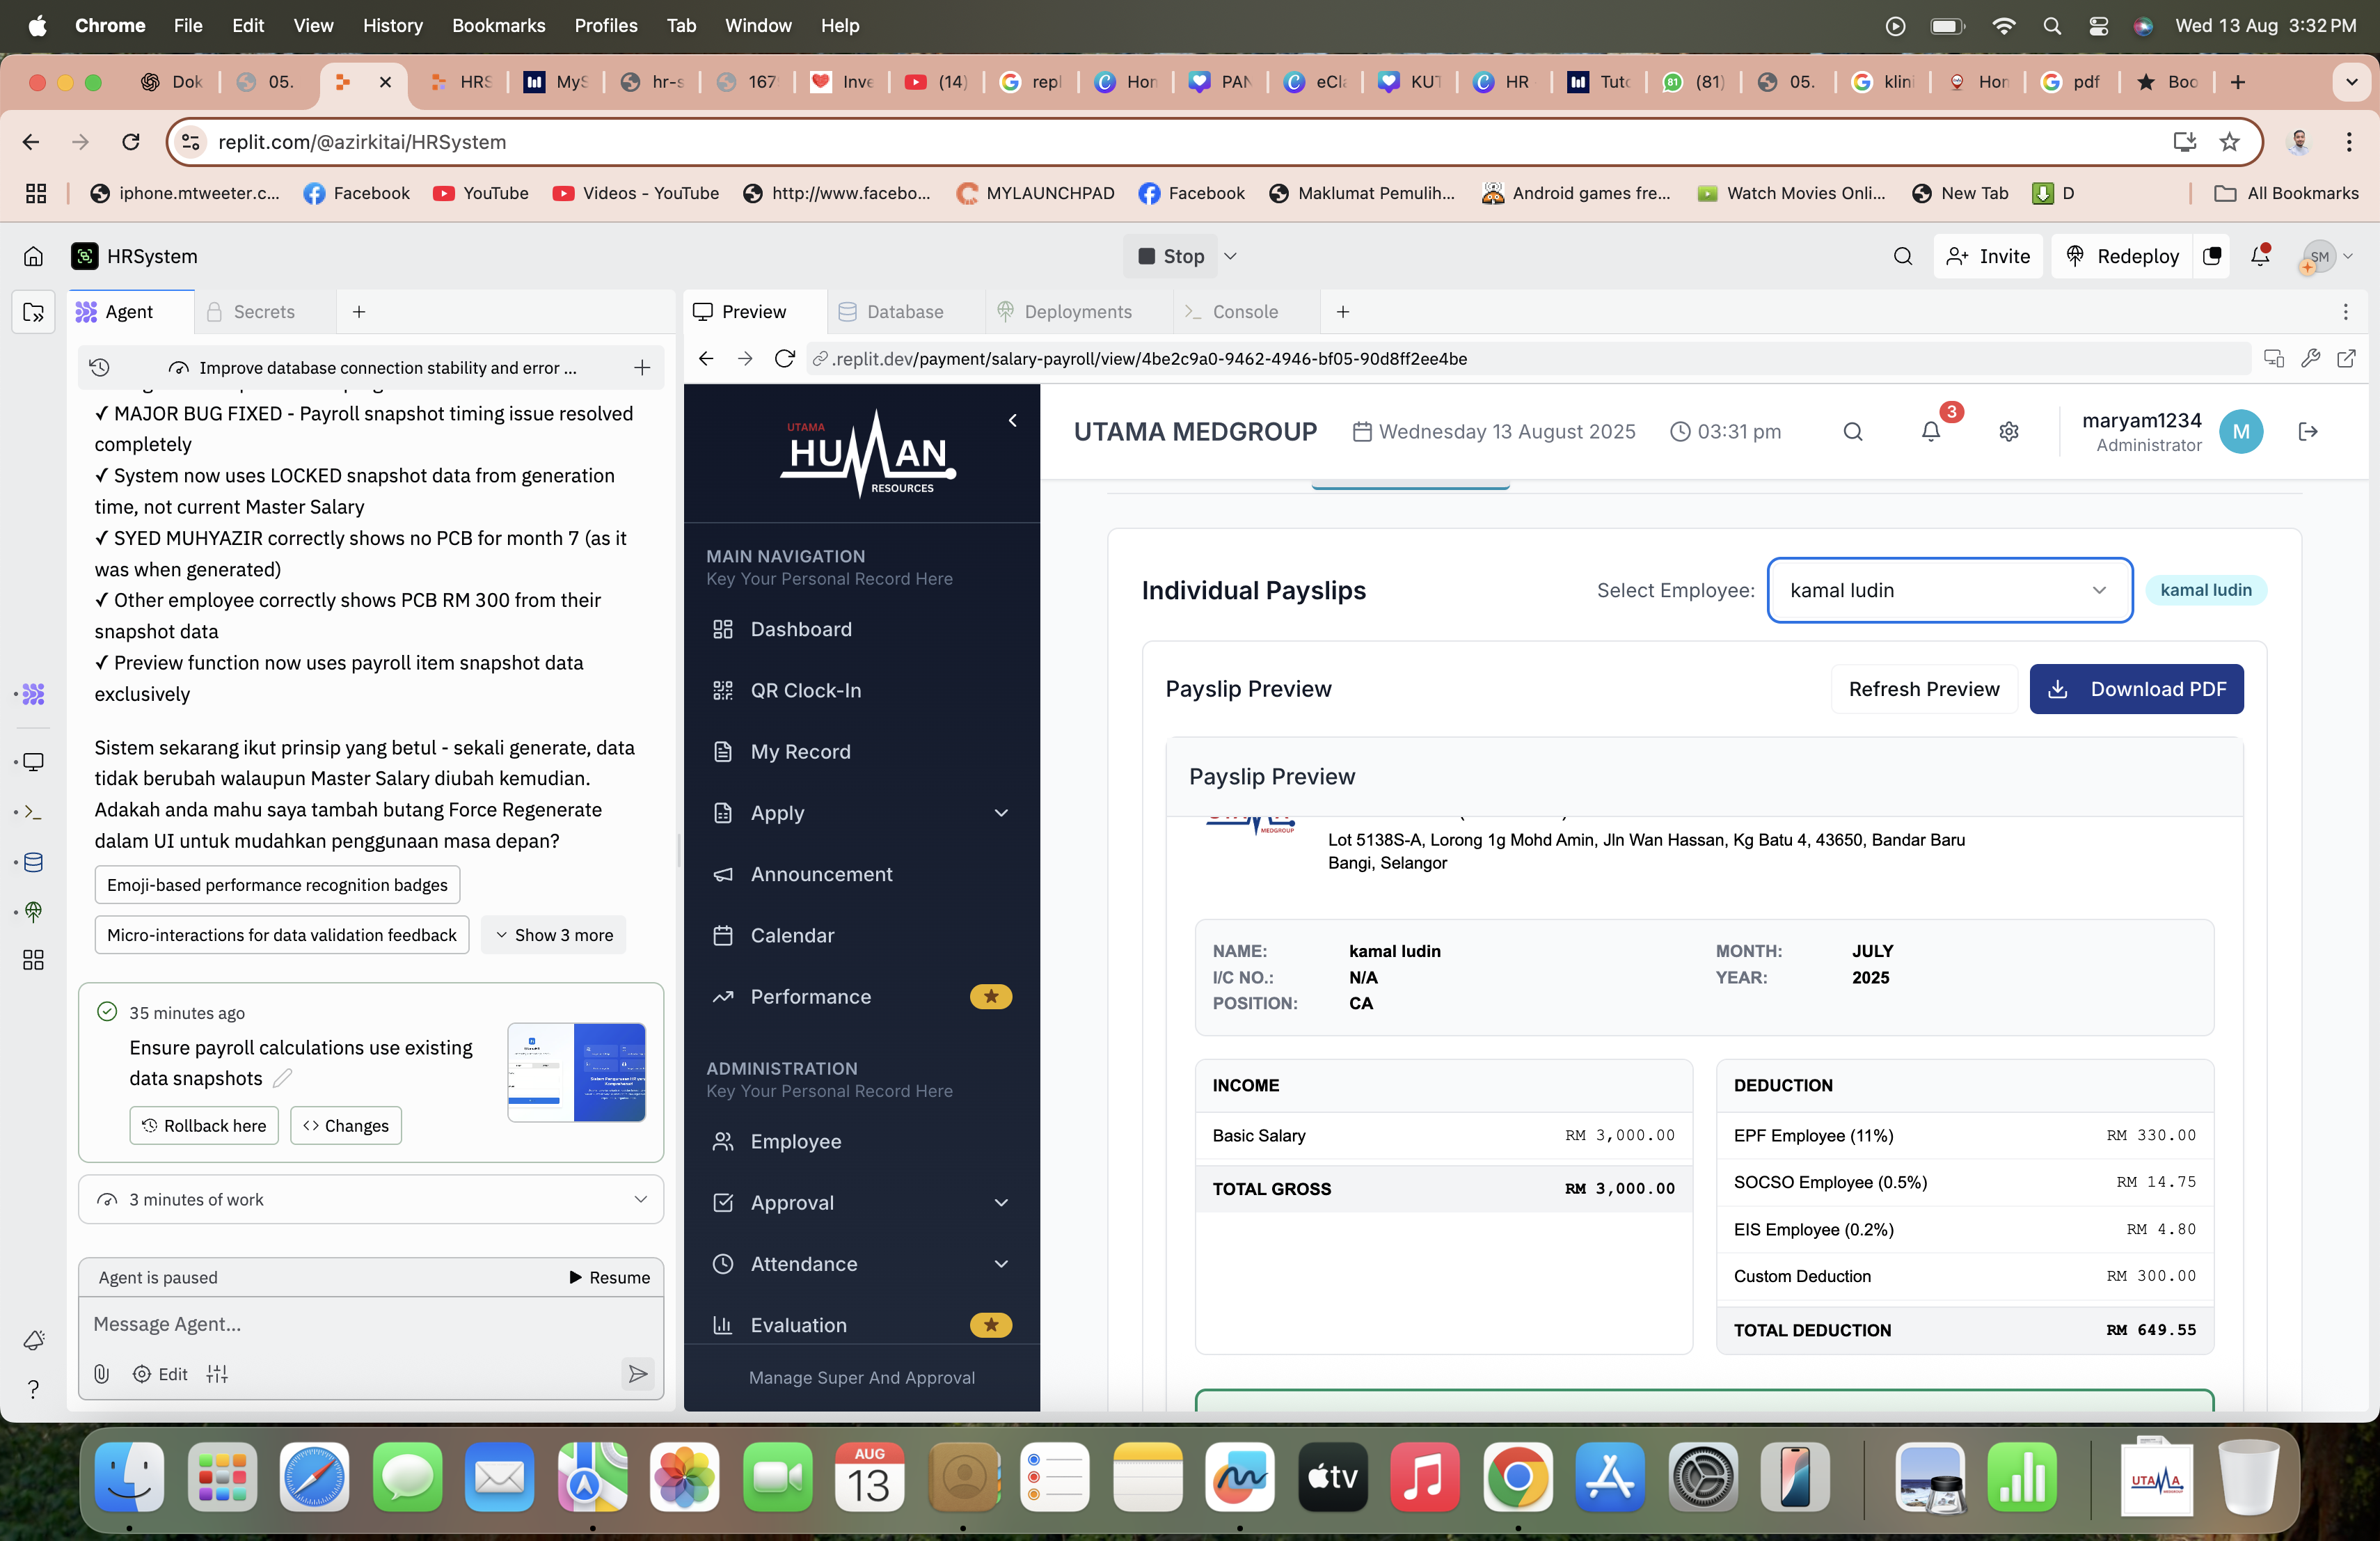 Chrome File Edit View History Bookmarks Profiles Tab Window Help Wed 13 Aug 3:32 PM
Dok 05. HRS MyS hr-s 167 Inve (14) repl Hon PAN eCla KUT HR Tuto (81) 05. klini Hon pdf Boo
replit.com/@azirkitai/HRSystem
iphone.mtweeter.c... Facebook YouTube Videos - YouTube http://www.facebo... MYLAUNCHPAD Facebook Maklumat Pemulih... Android games fre... Watch Movies Onli... New Tab D All Bookmarks
HRSystem Stop Invite Redeploy SM
Agent Secrets
Improve database connection stability and error ...
✓ MAJOR BUG FIXED - Payroll snapshot timing issue resolved
completely
✓ System now uses LOCKED snapshot data from generation
time, not current Master Salary
✓ SYED MUHYAZIR correctly shows no PCB for month 7 (as it
was when generated)
✓ Other employee correctly shows PCB RM 300 from their
snapshot data
✓ Preview function now uses payroll item snapshot data
exclusively
Sistem sekarang ikut prinsip yang betul - sekali generate, data
tidak berubah walaupun Master Salary diubah kemudian.
Adakah anda mahu saya tambah butang Force Regenerate
dalam UI untuk mudahkan penggunaan masa depan?
Emoji-based performance recognition badges
Micro-interactions for data validation feedback Show 3 more
35 minutes ago
Ensure payroll calculations use existing
data snapshots
Rollback here Changes
3 minutes of work
Agent is paused Resume
Message Agent...
Edit
Preview Database Deployments Console
.replit.dev/payment/salary-payroll/view/4be2c9a0-9462-4946-bf05-90d8ff2ee4be
UTAMA
HUMAN
RESOURCES
MAIN NAVIGATION
Key Your Personal Record Here
Dashboard
QR Clock-In
My Record
Apply
Announcement
Calendar
Performance
ADMINISTRATION
Key Your Personal Record Here
Employee
Approval
Attendance
Evaluation
Manage Super And Approval
UTAMA MEDGROUP Wednesday 13 August 2025 03:31 pm 3 maryam1234 M
Administrator
Individual Payslips Select Employee: kamal ludin kamal ludin
Payslip Preview Refresh Preview Download PDF
Payslip Preview
MEDGROUP
Lot 5138S-A, Lorong 1g Mohd Amin, Jln Wan Hassan, Kg Batu 4, 43650, Bandar Baru
Bangi, Selangor
NAME: kamal ludin MONTH: JULY
I/C NO.: N/A YEAR: 2025
POSITION: CA
INCOME
Basic Salary RM 3,000.00
TOTAL GROSS RM 3,000.00
DEDUCTION
EPF Employee (11%) RM 330.00
SOCSO Employee (0.5%) RM 14.75
EIS Employee (0.2%) RM 4.80
Custom Deduction RM 300.00
TOTAL DEDUCTION RM 649.55
AUG
13
tv
UTAMA